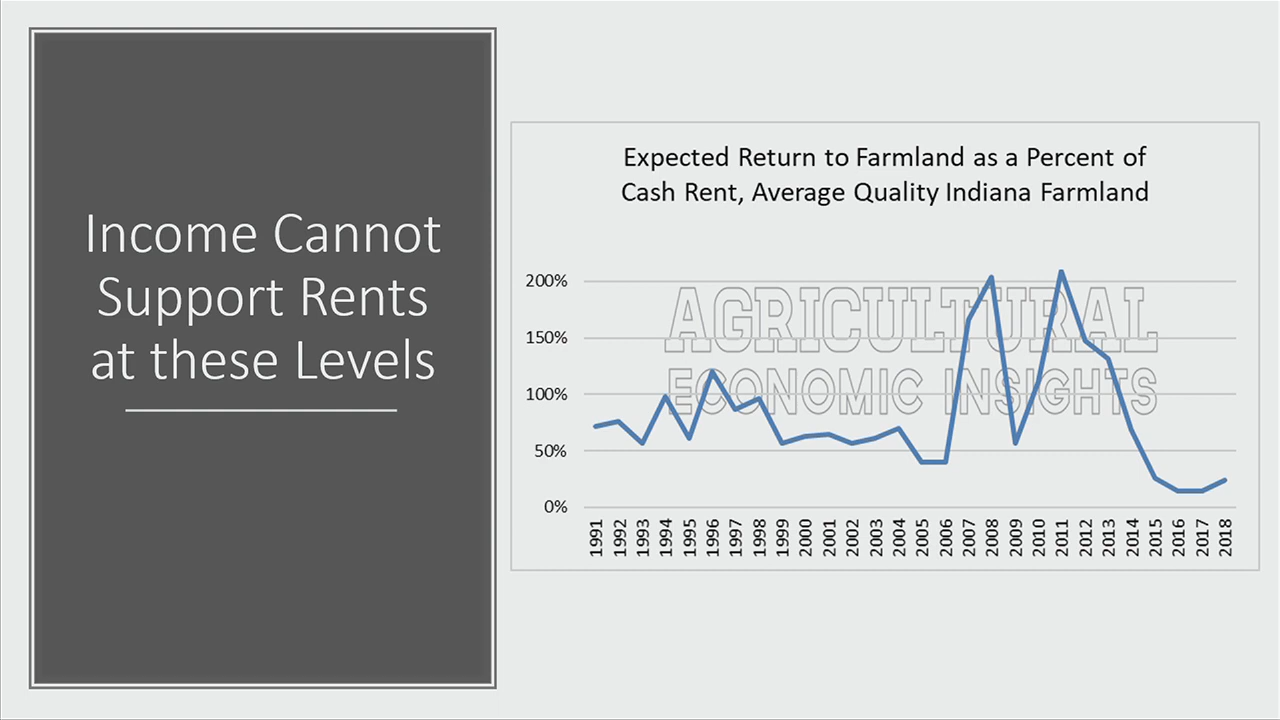 Income Cannot
Support Rents
at these Levels
Expected Return to Farmland as a Percent of
Cash Rent, Average Quality Indiana Farmland
200%
150%
100%
50%
0%
AGRICULTURAL
ECONOMIC INSIGHTS
1991 1992 1993 1994 1995 1996 1997 1998 1999 2000 2001 2002 2003 2004 2005 2006 2007 2008 2009 2010 2011 2012 2013 2014 2015 2016 2017 2018